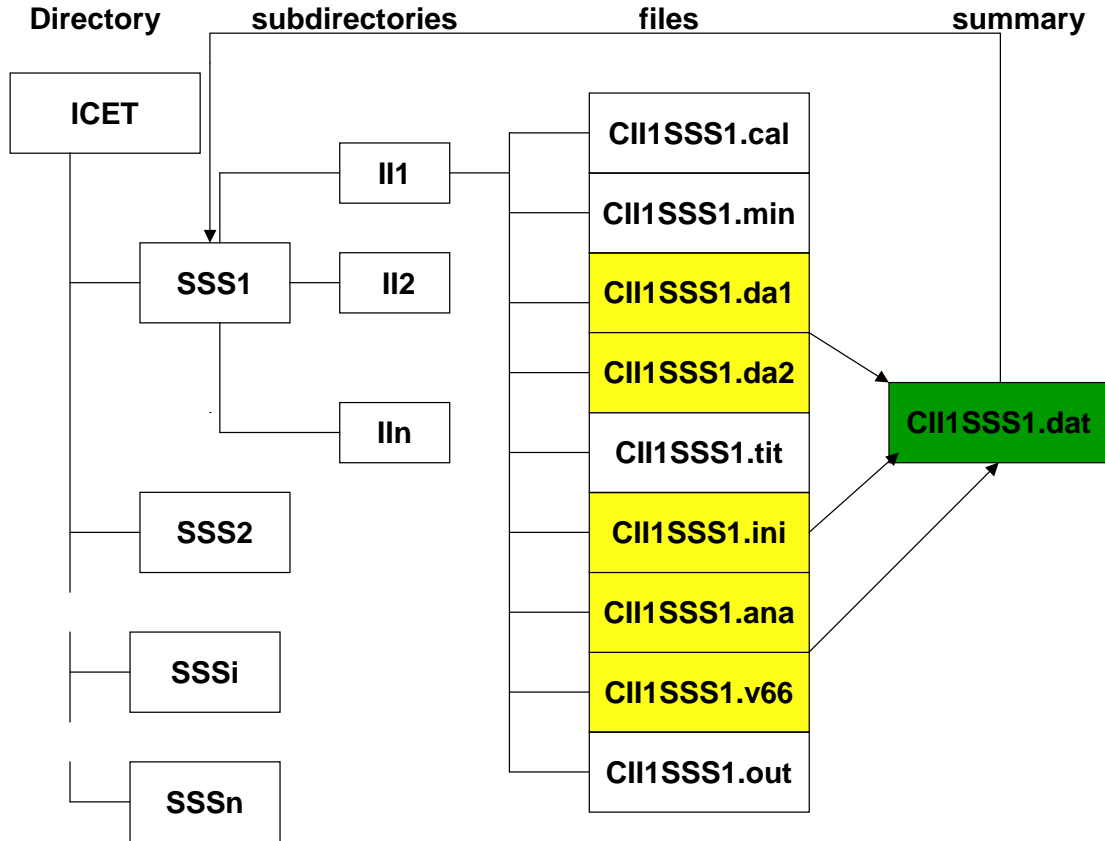 Directory
subdirectories
files
summary
ICET
SSS1
SSS2
SSSi
SSSn
II1
II2
IIn
CII1SSS1.cal
CII1SSS1.min
CII1SSS1.da1
CII1SSS1.da2
CII1SSS1.tit
CII1SSS1.ini
CII1SSS1.ana
CII1SSS1.v66
CII1SSS1.out
CII1SSS1.dat